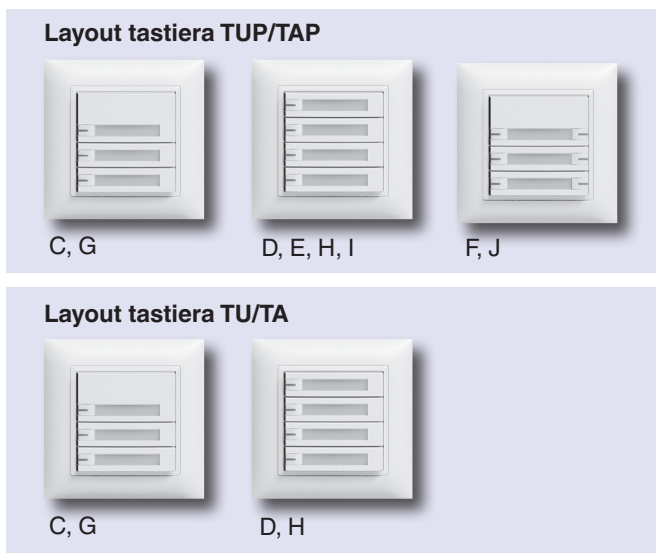 Layout tastiera TUP/TAP
C, G
D, E, H, I
F, J
Layout tastiera TU/TA
C, G
D, H